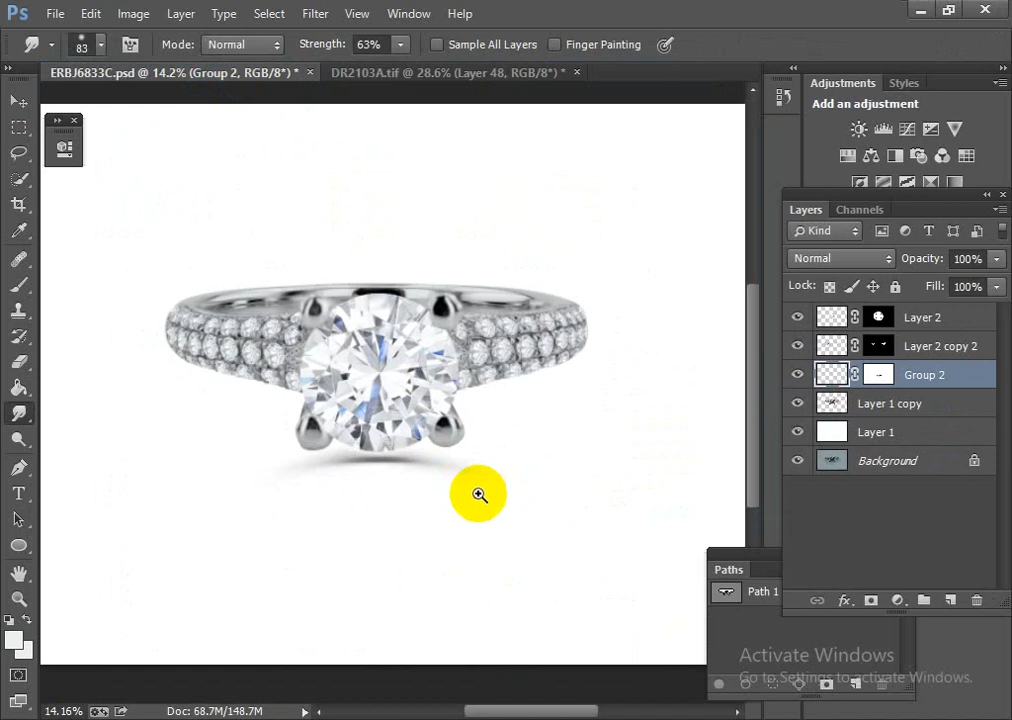 Ps File Edit Image Layer Type Select Filter View Window Help
83 Mode: Normal Strength: 63% Sample All Layers Finger Painting
ERBJ6833C.psd @ 14.2% (Group 2, RGB/8*) * × DR2103A.tif @ 28.6% (Layer 48, RGB/8*) * ×
Adjustments Styles
Add an adjustment
Layers Channels
Kind
Normal Opacity: 100%
Lock: Fill: 100%
Layer 2
Layer 2 copy 2
Group 2
Layer 1 copy
Layer 1
Background
Paths
Path 1
Activate Windows
Go to Settings to activate Windows.
14.16% Doc: 68.7M/148.7M